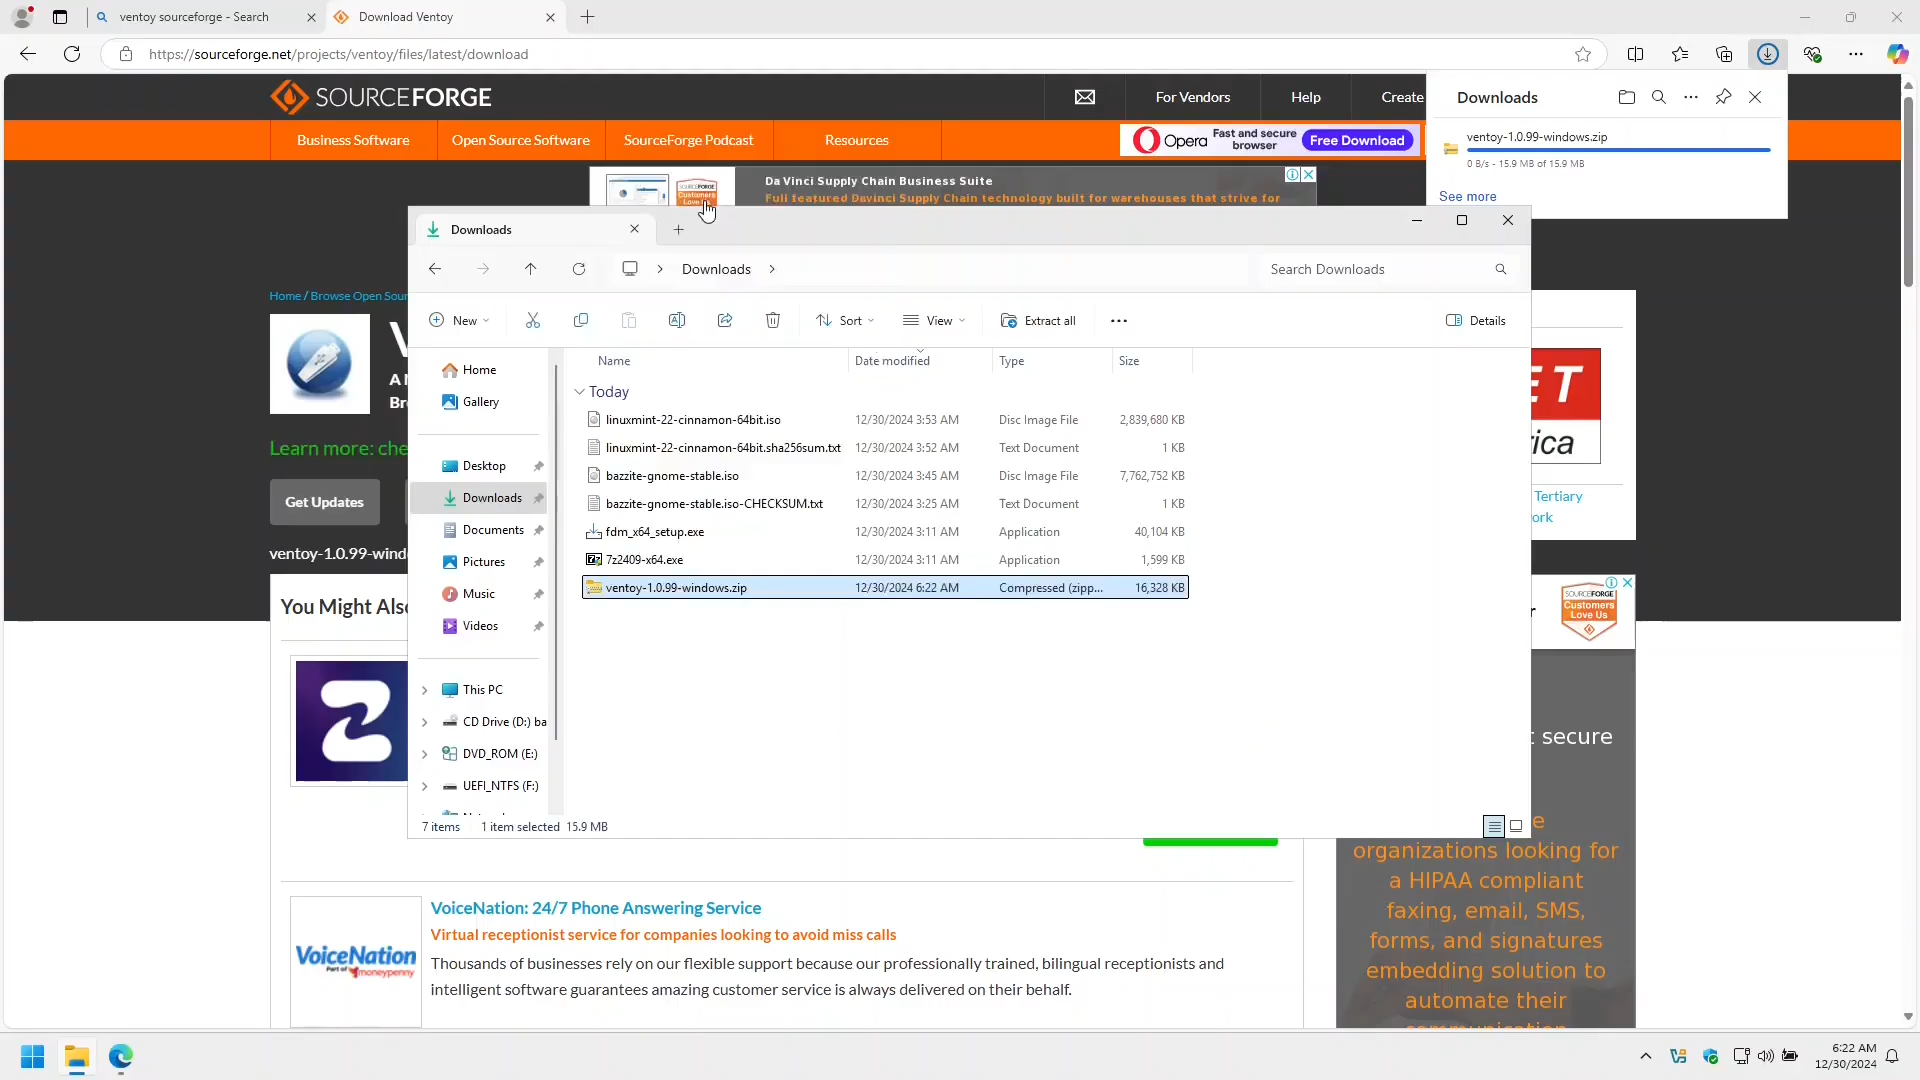 ventoy sourceforge - Search
Download Ventoy
https://sourceforge.net/projects/ventoy/files/latest/download
SOURCEFORGE
For Vendors
Help
Create
Business Software
Open Source Software
SourceForge Podcast
Resources
Opera
Fast and secure
browser
Free Download
Downloads
ventoy-1.0.99-windows.zip
0 B/s - 15.9 MB of 15.9 MB
See more
SOURCEFORGE
Customers
Love Us
Da Vinci Supply Chain Business Suite
Full featured Davinci Supply Chain technology built for warehouses that strive for
Downloads
Downloads
Search Downloads
New
Sort
View
Extract all
Details
Home
Gallery
Desktop
Downloads
Documents
Pictures
Music
Videos
This PC
CD Drive (D:) ba
DVD_ROM (E:)
UEFI_NTFS (F:)
Name
Date modified
Type
Size
Today
linuxmint-22-cinnamon-64bit.iso 12/30/2024 3:53 AM Disc Image File 2,839,680 KB
linuxmint-22-cinnamon-64bit.sha256sum.txt 12/30/2024 3:52 AM Text Document 1 KB
bazzite-gnome-stable.iso 12/30/2024 3:45 AM Disc Image File 7,762,752 KB
bazzite-gnome-stable.iso-CHECKSUM.txt 12/30/2024 3:25 AM Text Document 1 KB
fdm_x64_setup.exe 12/30/2024 3:11 AM Application 40,104 KB
7z2409-x64.exe 12/30/2024 3:11 AM Application 1,599 KB
ventoy-1.0.99-windows.zip 12/30/2024 6:22 AM Compressed (zipp... 16,328 KB
7 items
1 item selected 15.9 MB
Home / Browse Open Sour
V
A N
Br
Learn more: che
Get Updates
ventoy-1.0.99-wind
You Might Als
ET
ica
Tertiary
ork
r
SOURCEFORGE
Customers
Love Us
t secure
e
organizations looking for
a HIPAA compliant
faxing, email, SMS,
forms, and signatures
embedding solution to
automate their
VoiceNation
Part of moneypenny
VoiceNation: 24/7 Phone Answering Service
Virtual receptionist service for companies looking to avoid miss calls
Thousands of businesses rely on our flexible support because our professionally trained, bilingual receptionists and
intelligent software guarantees amazing customer service is always delivered on their behalf.
6:22 AM
12/30/2024